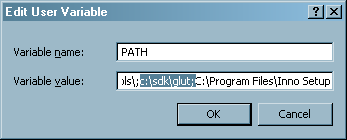 Edit User Variable
Variable name:
PATH
Variable value:
ols\;c:\sdk\glut;C:\Program Files\Inno Setup
OK
Cancel